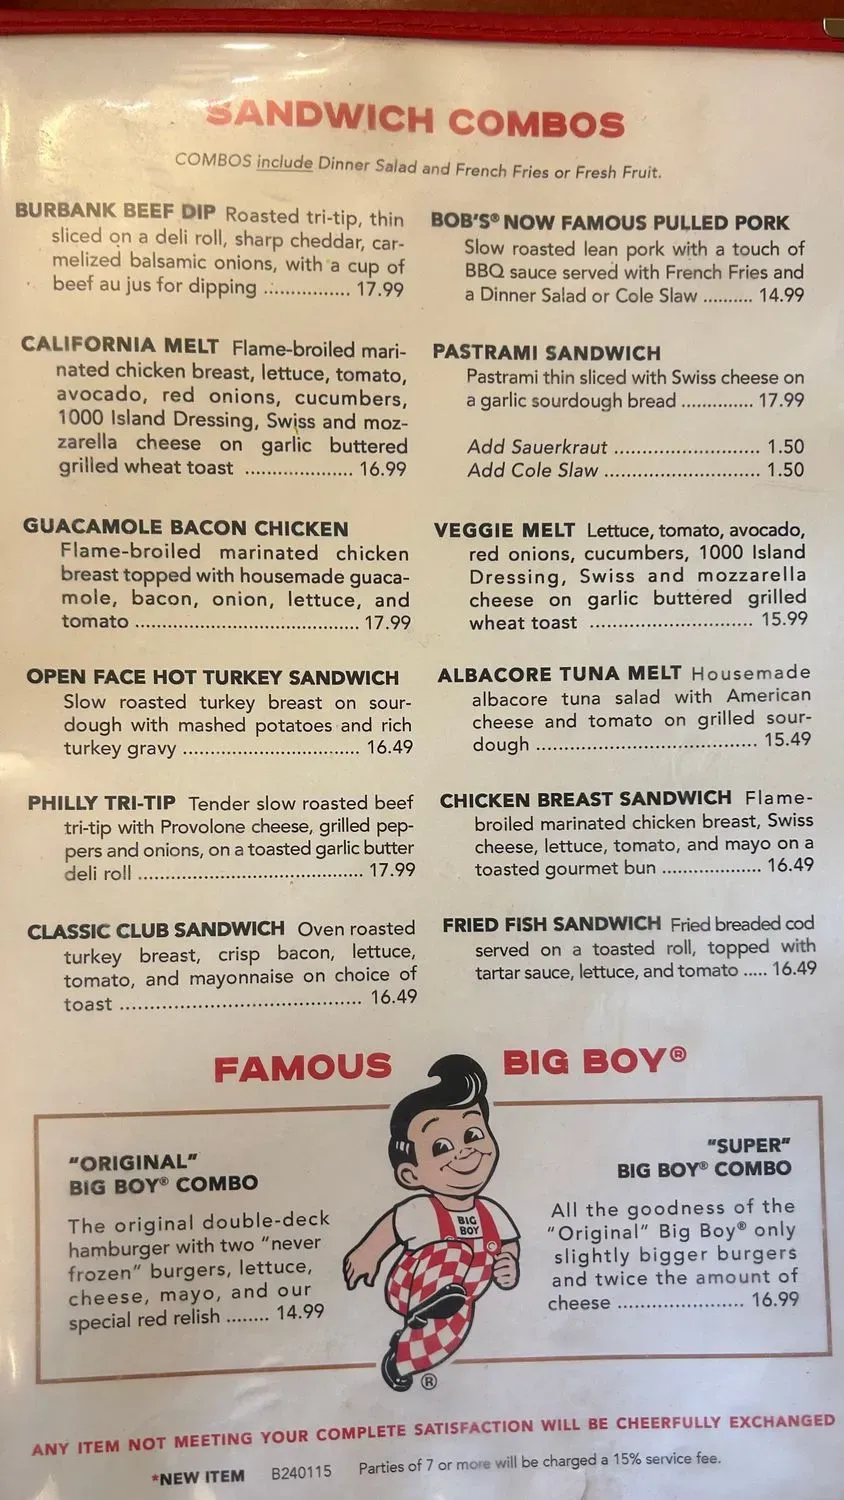 SANDWICH COMBOS
COMBOS include Dinner Salad and French Fries or Fresh Fruit.
BURBANK BEEF DIP Roasted tri-tip, thin
sliced on a deli roll, sharp cheddar, car-
melized balsamic onions, with a cup of
beef au jus for dipping ............... 17.99
CALIFORNIA MELT Flame-broiled mari-
nated chicken breast, lettuce, tomato,
avocado, red onions, cucumbers,
1000 Island Dressing, Swiss and moz-
zarella cheese on garlic buttered
grilled wheat toast ................... 16.99
GUACAMOLE BACON CHICKEN
Flame-broiled marinated chicken
breast topped with housemade guaca-
mole, bacon, onion, lettuce, and
tomato ....................................... 17.99
OPEN FACE HOT TURKEY SANDWICH
Slow roasted turkey breast on sour-
dough with mashed potatoes and rich
turkey gravy ............................... 16.49
PHILLY TRI-TIP Tender slow roasted beef
tri-tip with Provolone cheese, grilled pep-
pers and onions, on a toasted garlic butter
deli roll ....................................... 17.99
CLASSIC CLUB SANDWICH Oven roasted
turkey breast, crisp bacon, lettuce,
tomato, and mayonnaise on choice of
toast .......................................... 16.49
BOB'S® NOW FAMOUS PULLED PORK
Slow roasted lean pork with a touch of
BBQ sauce served with French Fries and
a Dinner Salad or Cole Slaw .......... 14.99
PASTRAMI SANDWICH
Pastrami thin sliced with Swiss cheese on
a garlic sourdough bread .............. 17.99
Add Sauerkraut .......................... 1.50
Add Cole Slaw ............................ 1.50
VEGGIE MELT Lettuce, tomato, avocado,
red onions, cucumbers, 1000 Island
Dressing, Swiss and mozzarella
cheese on garlic buttered grilled
wheat toast ............................ 15.99
ALBACORE TUNA MELT Housemade
albacore tuna salad with American
cheese and tomato on grilled sour-
dough ...................................... 15.49
CHICKEN BREAST SANDWICH Flame-
broiled marinated chicken breast, Swiss
cheese, lettuce, tomato, and mayo on a
toasted gourmet bun ................. 16.49
FRIED FISH SANDWICH Fried breaded cod
served on a toasted roll, topped with
tartar sauce, lettuce, and tomato ..... 16.49
FAMOUS BIG BOY®
"ORIGINAL"
BIG BOY® COMBO
The original double-deck
hamburger with two "never
frozen" burgers, lettuce,
cheese, mayo, and our
special red relish ........ 14.99
BIG
BOY
®
"SUPER"
BIG BOY® COMBO
All the goodness of the
"Original" Big Boy® only
slightly bigger burgers
and twice the amount of
cheese ...................... 16.99
ANY ITEM NOT MEETING YOUR COMPLETE SATISFACTION WILL BE CHEERFULLY EXCHANGED
*NEW ITEM B240115 Parties of 7 or more will be charged a 15% service fee.